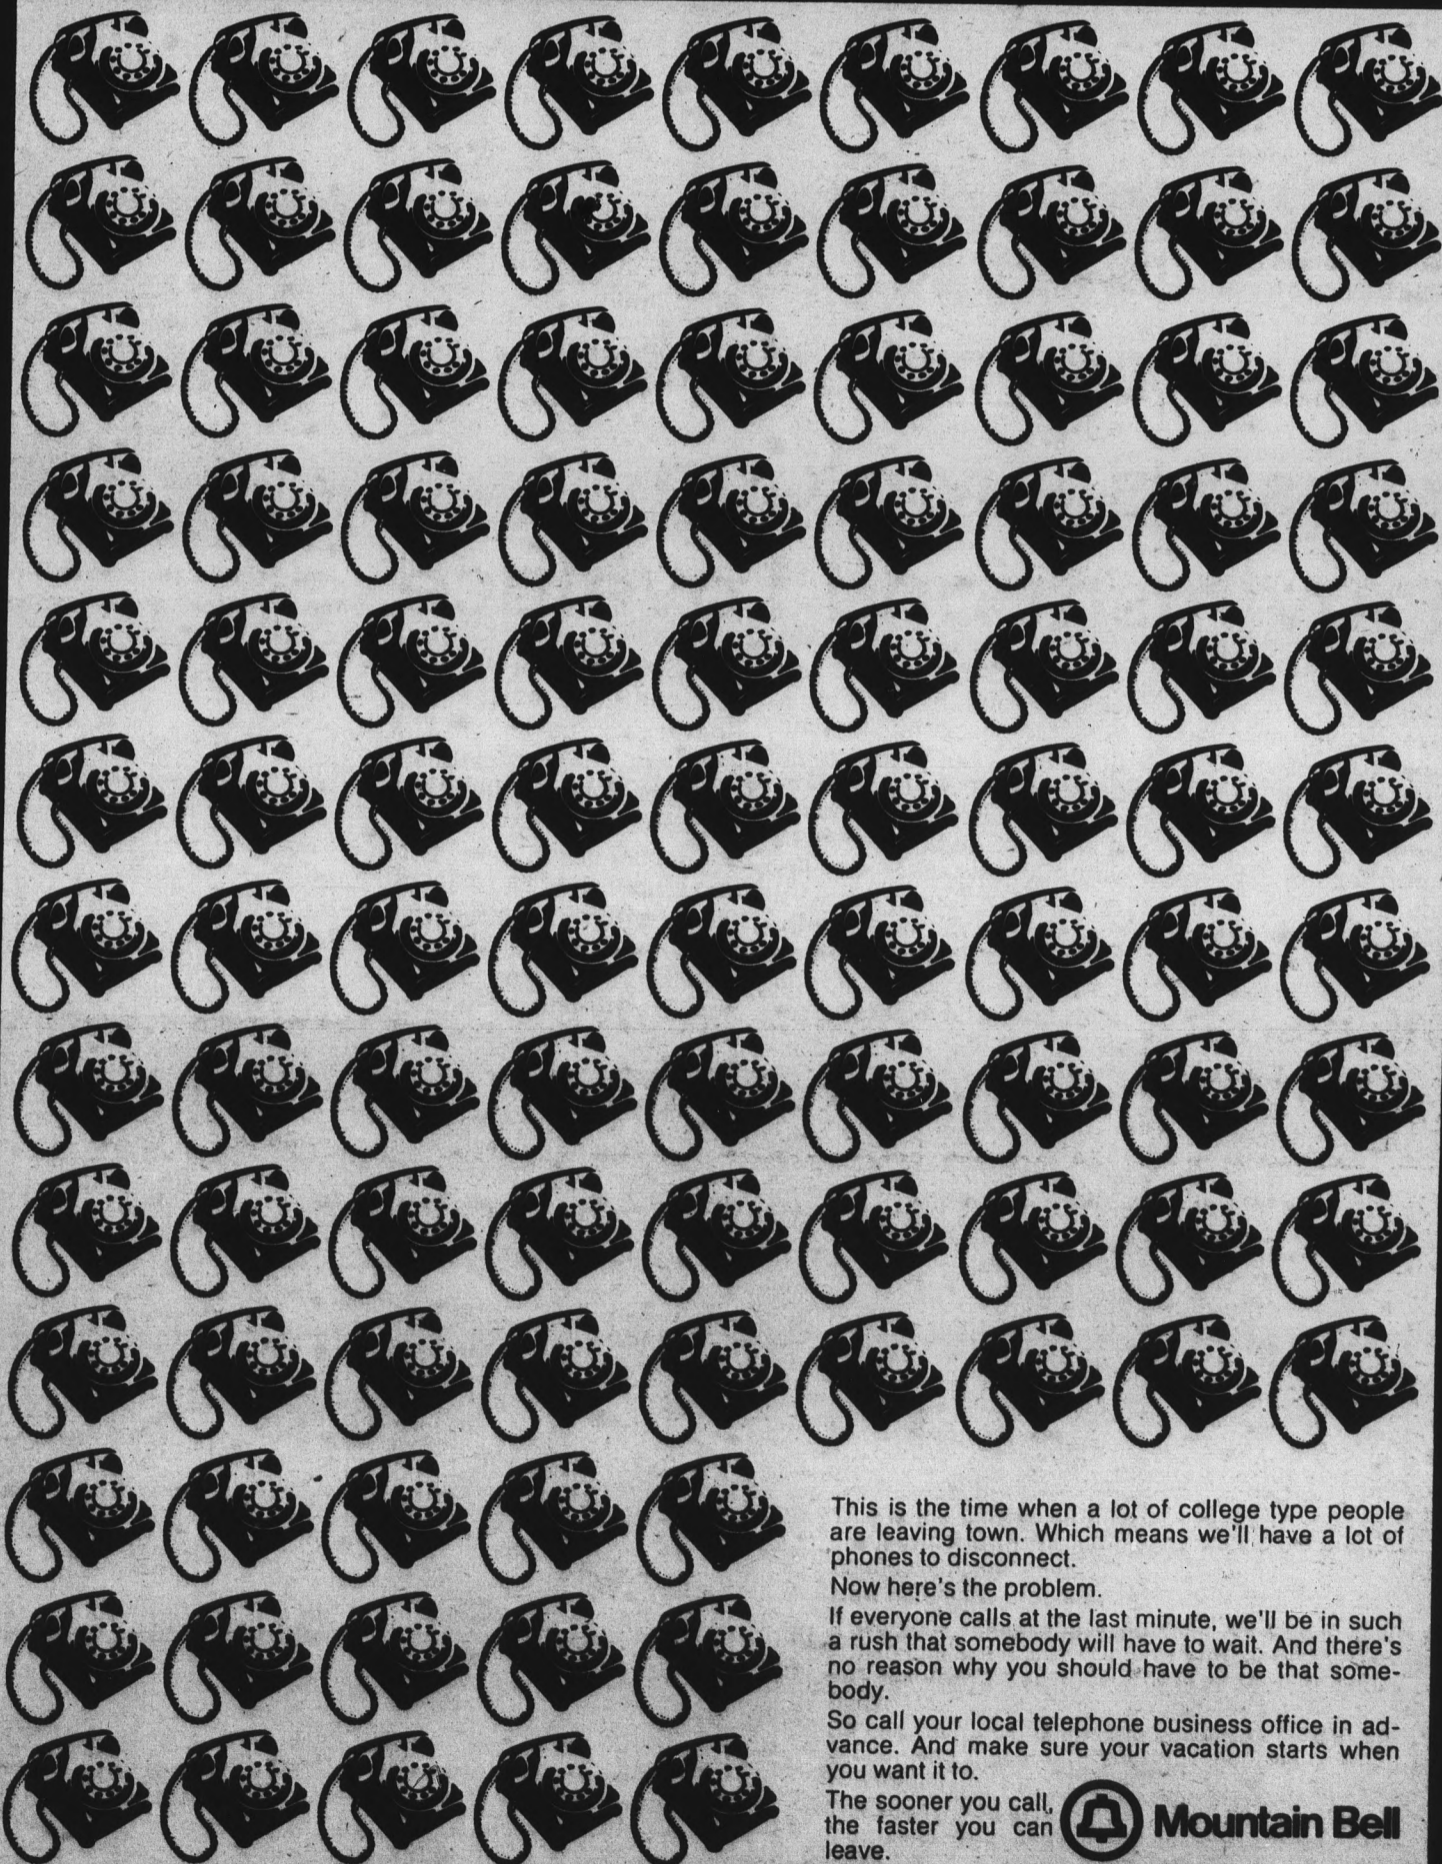 This is the time when a lot of college type people
are leaving town. Which means we'll have a lot of
phones to disconnect.
Now here's the problem.
If everyone calls at the last minute, we'll be in such
a rush that somebody will have to wait. And there's
no reason why you should have to be that some-
body.
So call your local telephone business office in ad-
vance. And make sure your vacation starts when
you want it to.
The sooner you call,
the faster you can
leave.
Mountain Bell